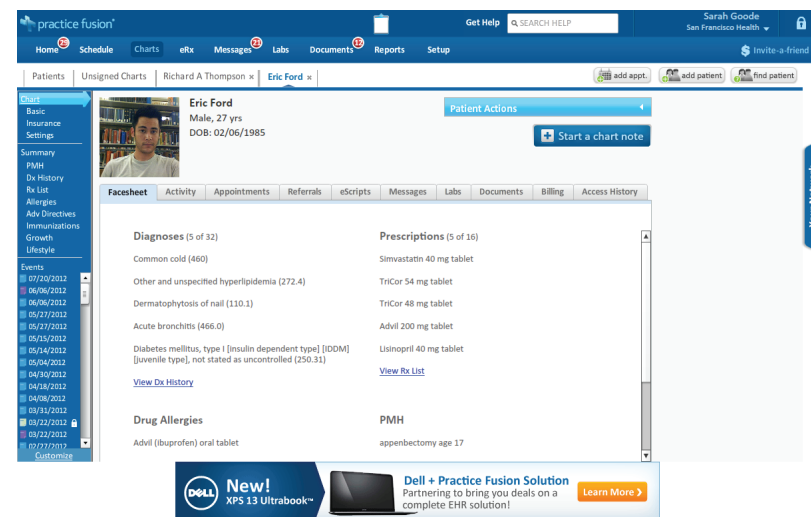 practice fusion
Get Help
SEARCH HELP
Sarah Goode
San Francisco Health
Home 29
Schedule
Charts
eRx
Messages 21
Labs
Documents 12
Reports
Setup
$ Invite-a-friend
Patients
Unsigned Charts
Richard A Thompson x
Eric Ford x
add appt.
add patient
find patient
Chart
Basic
Insurance
Settings
Summary
PMH
Dx History
Rx List
Allergies
Adv Directives
Immunizations
Growth
Lifestyle
Events
07/20/2012
06/06/2012
06/06/2012
05/27/2012
05/27/2012
05/15/2012
05/14/2012
05/04/2012
04/30/2012
04/18/2012
04/08/2012
03/31/2012
03/22/2012
03/22/2012
02/27/2012
Customize
Eric Ford
Male, 27 yrs
DOB: 02/06/1985
Patient Actions
Start a chart note
Facesheet
Activity
Appointments
Referrals
eScripts
Messages
Labs
Documents
Billing
Access History
Diagnoses (5 of 32)
Common cold (460)
Other and unspecified hyperlipidemia (272.4)
Dermatophytosis of nail (110.1)
Acute bronchitis (466.0)
Diabetes mellitus, type I [insulin dependent type] [IDDM]
[juvenile type], not stated as uncontrolled (250.31)
View Dx History
Prescriptions (5 of 16)
Simvastatin 40 mg tablet
TriCor 54 mg tablet
TriCor 48 mg tablet
Advil 200 mg tablet
Lisinopril 40 mg tablet
View Rx List
Drug Allergies
Advil (ibuprofen) oral tablet
PMH
appenbectomy age 17
DELL
New!
XPS 13 Ultrabook™
Dell + Practice Fusion Solution
Partnering to bring you deals on a
complete EHR solution!
Learn More